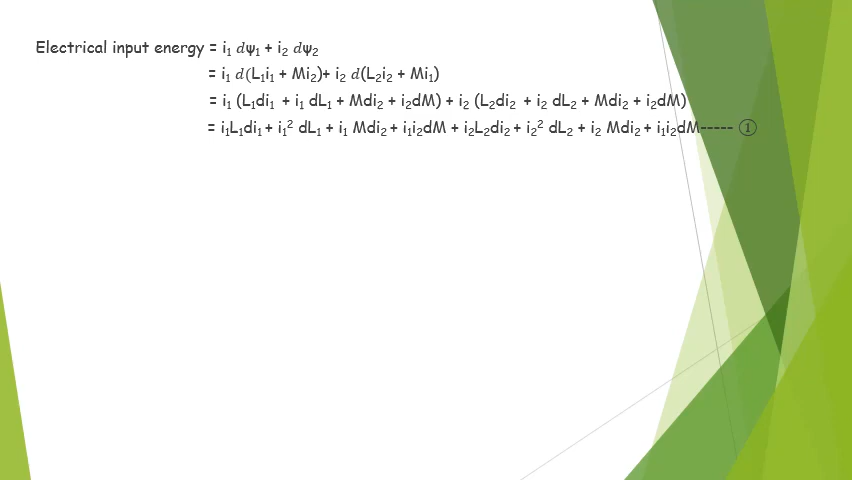 Electrical input energy = i₁ dψ₁ + i₂ dψ₂
= i₁ d(L₁i₁ + Mi₂)+ i₂ d(L₂i₂ + Mi₁)
= i₁ (L₁di₁ + i₁ dL₁ + Mdi₂ + i₂dM) + i₂ (L₂di₂ + i₂ dL₂ + Mdi₂ + i₂dM)
= i₁L₁di₁ + i₁² dL₁ + i₁ Mdi₂ + i₁i₂dM + i₂L₂di₂ + i₂² dL₂ + i₂ Mdi₂ + i₁i₂dM----- ①